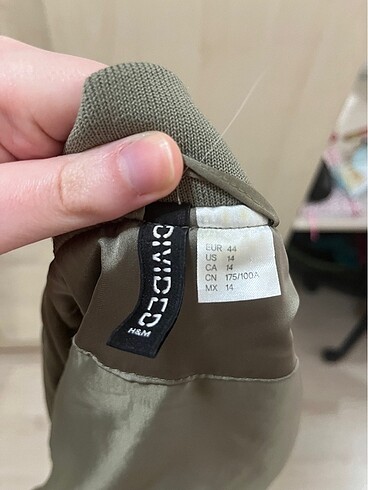 DIVIDED
H&M
EUR 44
US 14
CA 14
CN 175/100A
MX 14